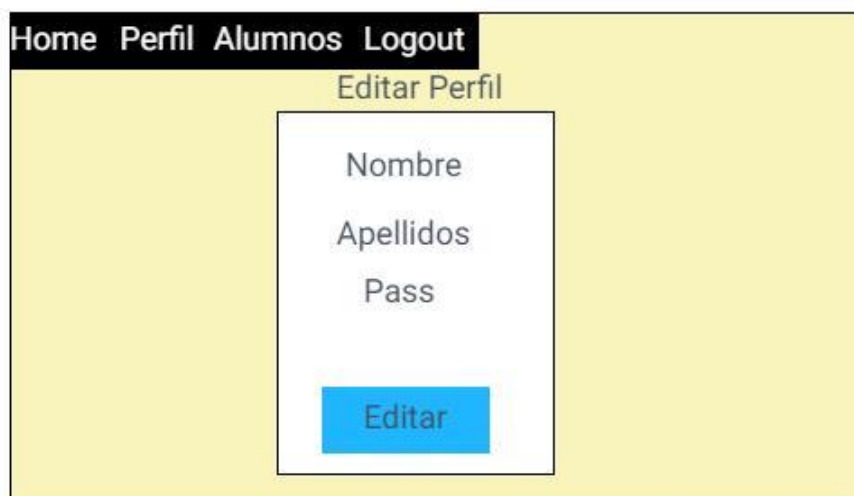 Home Perfil Alumnos Logout
Editar Perfil
Nombre
Apellidos
Pass
Editar